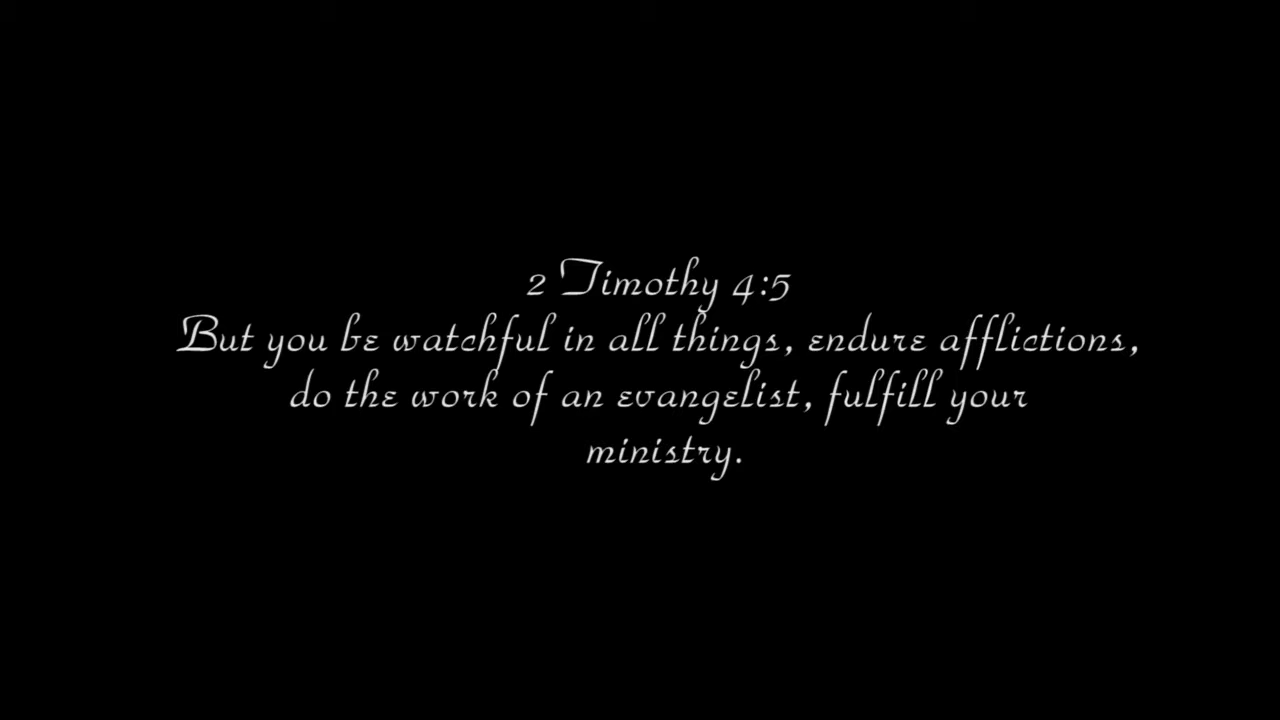 2 Timothy 4:5
But you be watchful in all things, endure afflictions,
do the work of an evangelist, fulfill your
ministry.